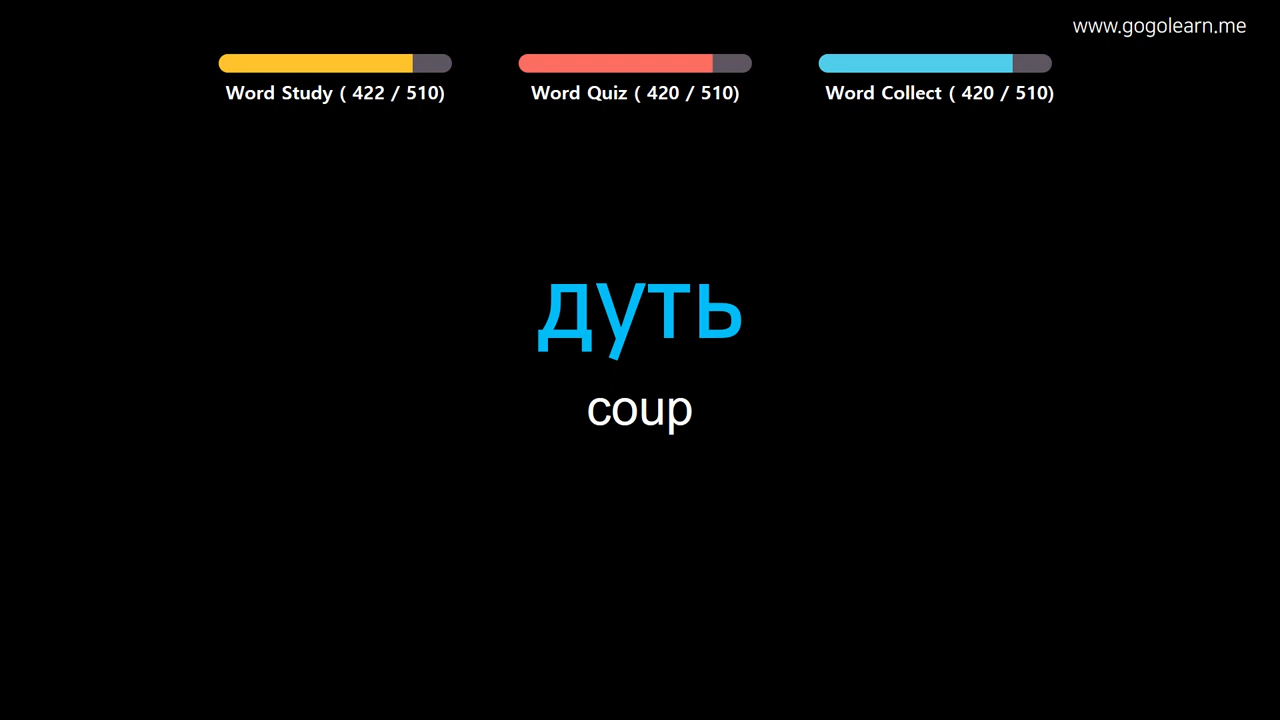 www.gogolearn.me
Word Study ( 422 / 510)
Word Quiz ( 420 / 510)
Word Collect ( 420 / 510)
дуть
coup